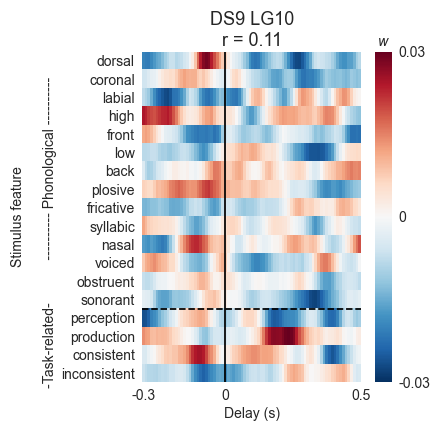 DS9 LG10
r = 0.11
w
dorsal
coronal
labial
high
front
low
back
plosive
fricative
syllabic
nasal
voiced
obstruent
sonorant
perception
production
consistent
inconsistent
Stimulus feature
-Task-related- -------- Phonological ----------
0.03
0
-0.03
-0.3 0 0.5
Delay (s)